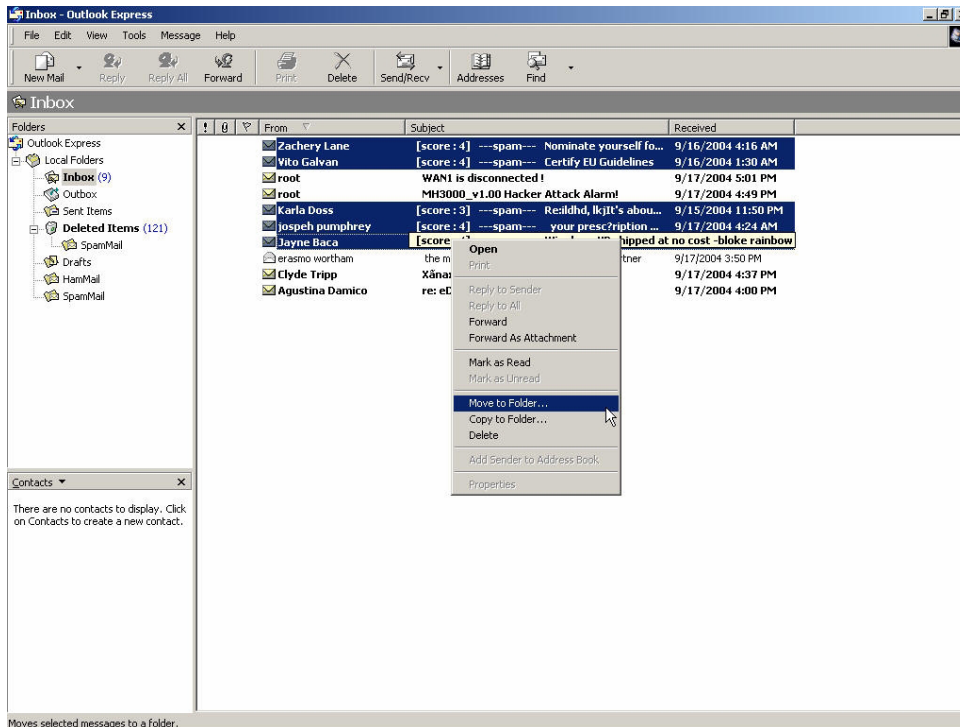 Inbox - Outlook Express
File Edit View Tools Message Help
New Mail Reply Reply All Forward Print Delete Send/Recv Addresses Find
Inbox
Folders
Outlook Express
Local Folders
Inbox (9)
Outbox
Sent Items
Deleted Items (121)
SpamMail
Drafts
HamMail
SpamMail
Contacts
There are no contacts to display. Click
on Contacts to create a new contact.
! From Subject Received
Zachery Lane [score : 4] ---spam--- Nominate yourself fo... 9/16/2004 4:16 AM
Vito Galvan [score : 4] ---spam--- Certify EU Guidelines 9/16/2004 1:30 AM
root WAN1 is disconnected ! 9/17/2004 5:01 PM
root MH3000_v1.00 Hacker Attack Alarm! 9/17/2004 4:49 PM
Karla Doss [score : 3] ---spam--- Re:ildhd, lkjIt's abou... 9/15/2004 11:50 PM
jospeh pumphrey [score : 4] ---spam--- your presc?ription ... 9/16/2004 4:24 AM
Jayne Baca [score at no cost -bloke rainbow
erasmo wortham the m 9/17/2004 3:50 PM
Clyde Tripp 9/17/2004 4:37 PM
Agustina Damico re: 9/17/2004 4:00 PM
Open
Print
Reply to Sender
Reply to All
Forward
Forward As Attachment
Mark as Read
Mark as Unread
Move to Folder...
Copy to Folder...
Delete
Add Sender to Address Book
Properties
Moves selected messages to a folder.